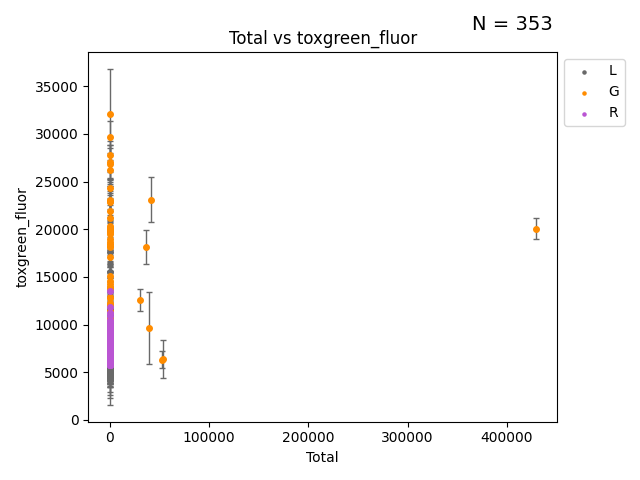 N = 353
Total vs toxgreen_fluor
L
G
R
toxgreen_fluor
35000
30000
25000
20000
15000
10000
5000
0
0
100000
200000
300000
400000
Total